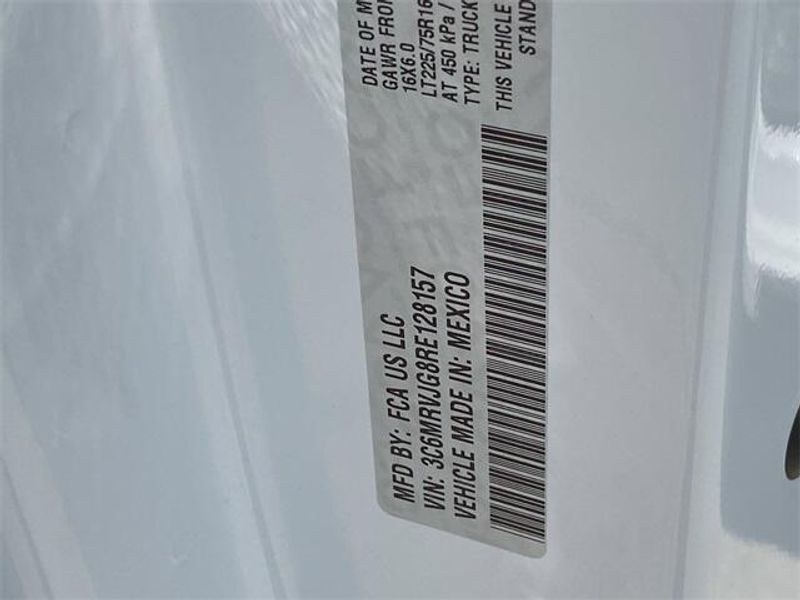 MFD BY: FCA US LLC
VIN: 3C6MRVJG8RE128157
VEHICLE MADE IN: MEXICO
DATE OF M
GAWR FRON
16X6.0
LT225/75R16
AT 450 kPa /
TYPE: TRUCK
THIS VEHICLE
STAND